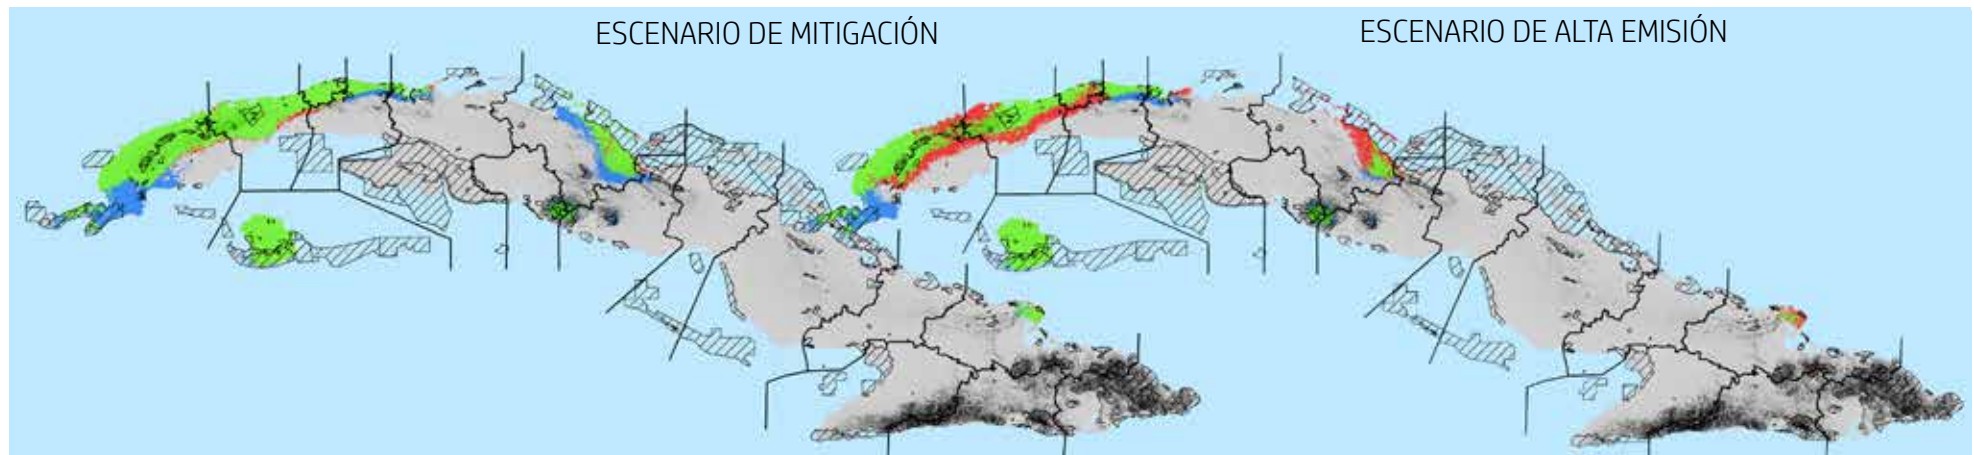 ESCENARIO DE MITIGACIÓN
ESCENARIO DE ALTA EMISIÓN